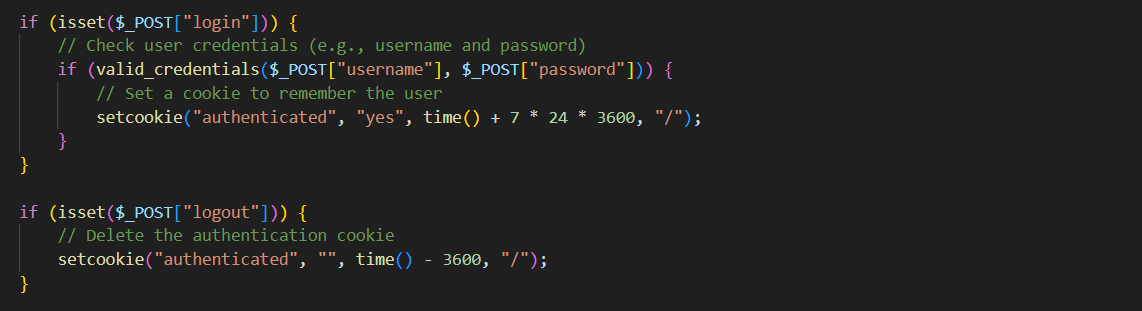 if (isset($_POST["login"])) {
    // Check user credentials (e.g., username and password)
    if (valid_credentials($_POST["username"], $_POST["password"])) {
        // Set a cookie to remember the user
        setcookie("authenticated", "yes", time() + 7 * 24 * 3600, "/");
    }
}

if (isset($_POST["logout"])) {
    // Delete the authentication cookie
    setcookie("authenticated", "", time() - 3600, "/");
}